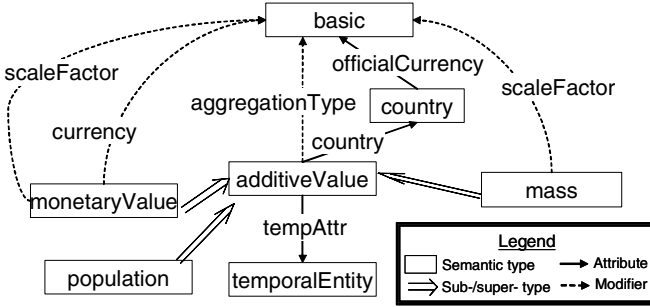 basic
scaleFactor
officialCurrency
scaleFactor
aggregationType
country
currency
country
additiveValue
mass
monetaryValue
tempAttr
population
temporalEntity
Legend
Semantic type
Attribute
Sub-/super- type
Modifier